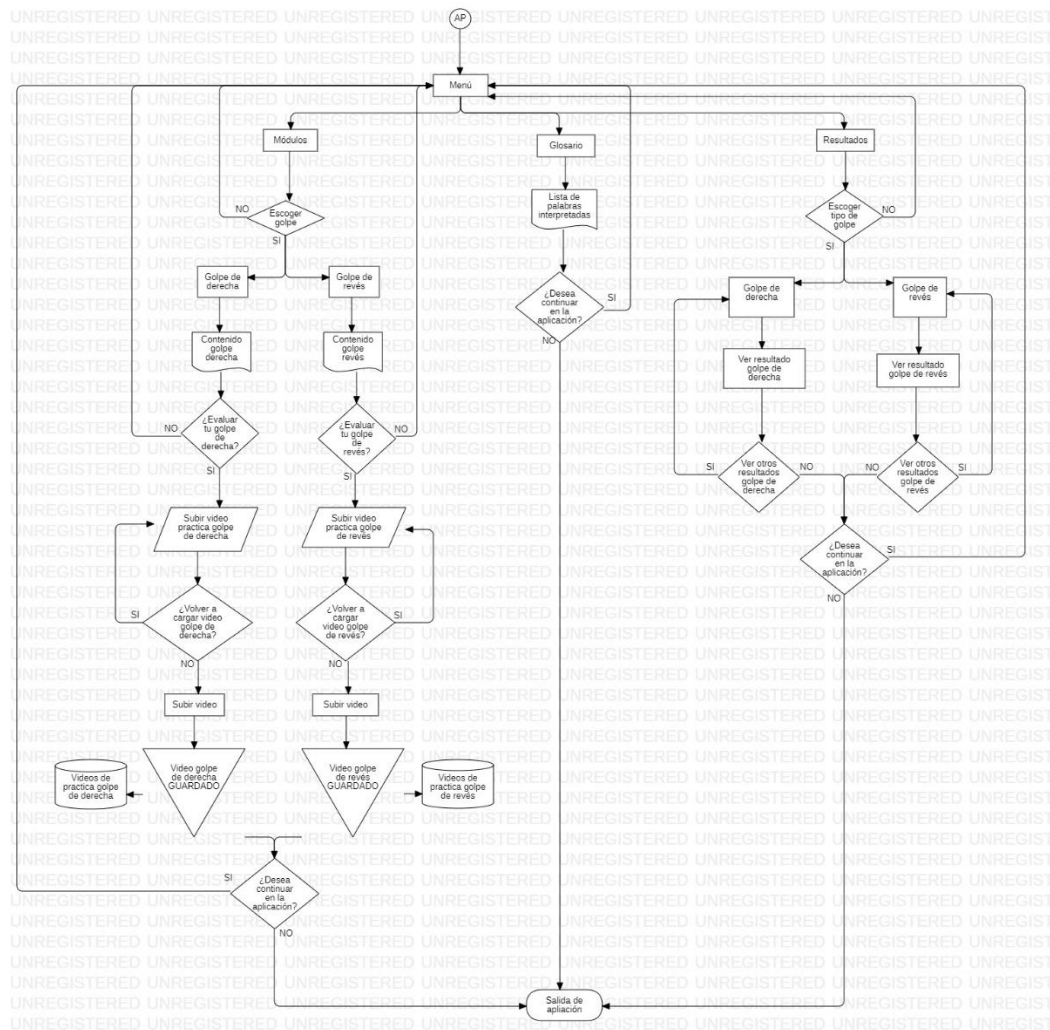 AP
Menú
Módulos
Glosario
Resultados
Escoger
golpe
NO
SI
Lista de
palabras
interpretadas
Escoger
tipo de
golpe
NO
SI
Golpe de
derecha
Golpe de
revés
¿Desea
continuar
en la
aplicación?
SI
NO
Golpe de
derecha
Golpe de
revés
Contenido
golpe
derecha
Contenido
golpe
revés
Ver resultado
golpe de
derecha
Ver resultado
golpe de revés
¿Evaluar
tu golpe
de
derecha?
NO
SI
¿Evaluar
tu golpe
de
revés?
NO
SI
Ver otros
resultados
golpe de
derecha
SI
NO
Ver otros
resultados
golpe de
revés
NO
SI
Subir video
practica golpe
de derecha
Subir video
practica golpe
de revés
¿Desea
continuar
en la
aplicación?
SI
NO
¿Volver a
cargar video
golpe de
derecha?
SI
NO
¿Volver a
cargar
video golpe
de revés?
SI
NO
Subir video
Subir video
Videos de
practica golpe
de derecha
Video golpe
de derecha
GUARDADO
Video golpe
de revés
GUARDADO
Videos de
practica golpe
de revés
¿Desea
continuar
en la
aplicación?
SI
NO
Salida de
apliación